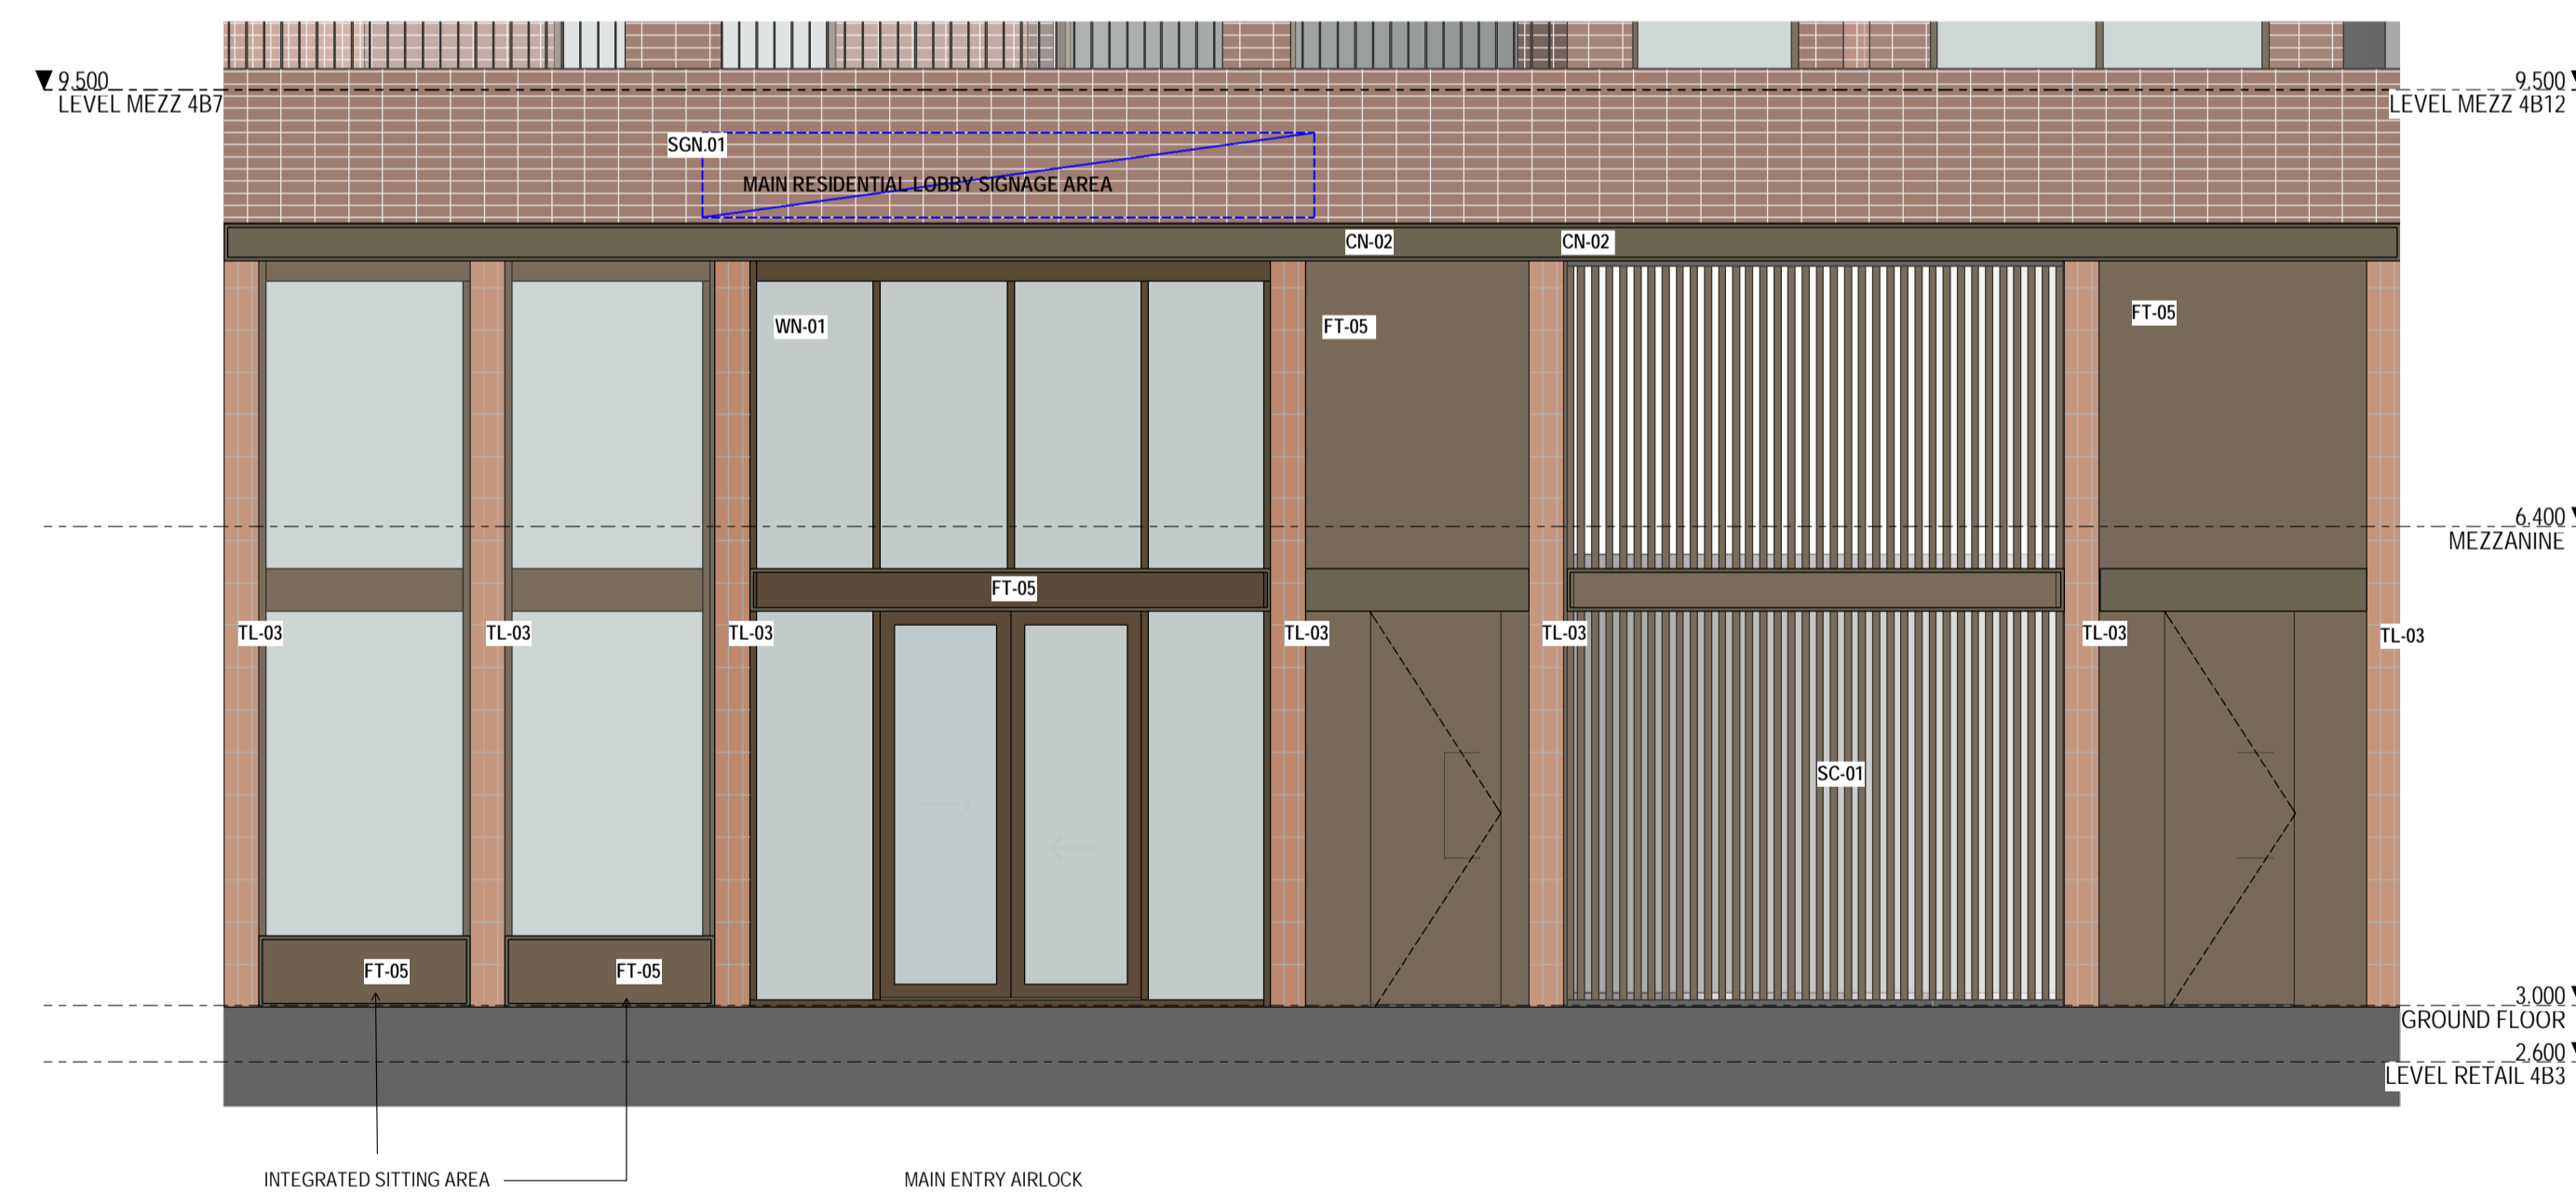 9.500
LEVEL MEZZ 4B7
9.500
LEVEL MEZZ 4B12
SGN.01
MAIN RESIDENTIAL LOBBY SIGNAGE AREA
CN-02
CN-02
WN-01
FT-05
FT-05
6.400
MEZZANINE
FT-05
TL-03
TL-03
TL-03
TL-03
TL-03
TL-03
TL-03
SC-01
FT-05
FT-05
3.000
GROUND FLOOR
2.600
LEVEL RETAIL 4B3
INTEGRATED SITTING AREA
MAIN ENTRY AIRLOCK